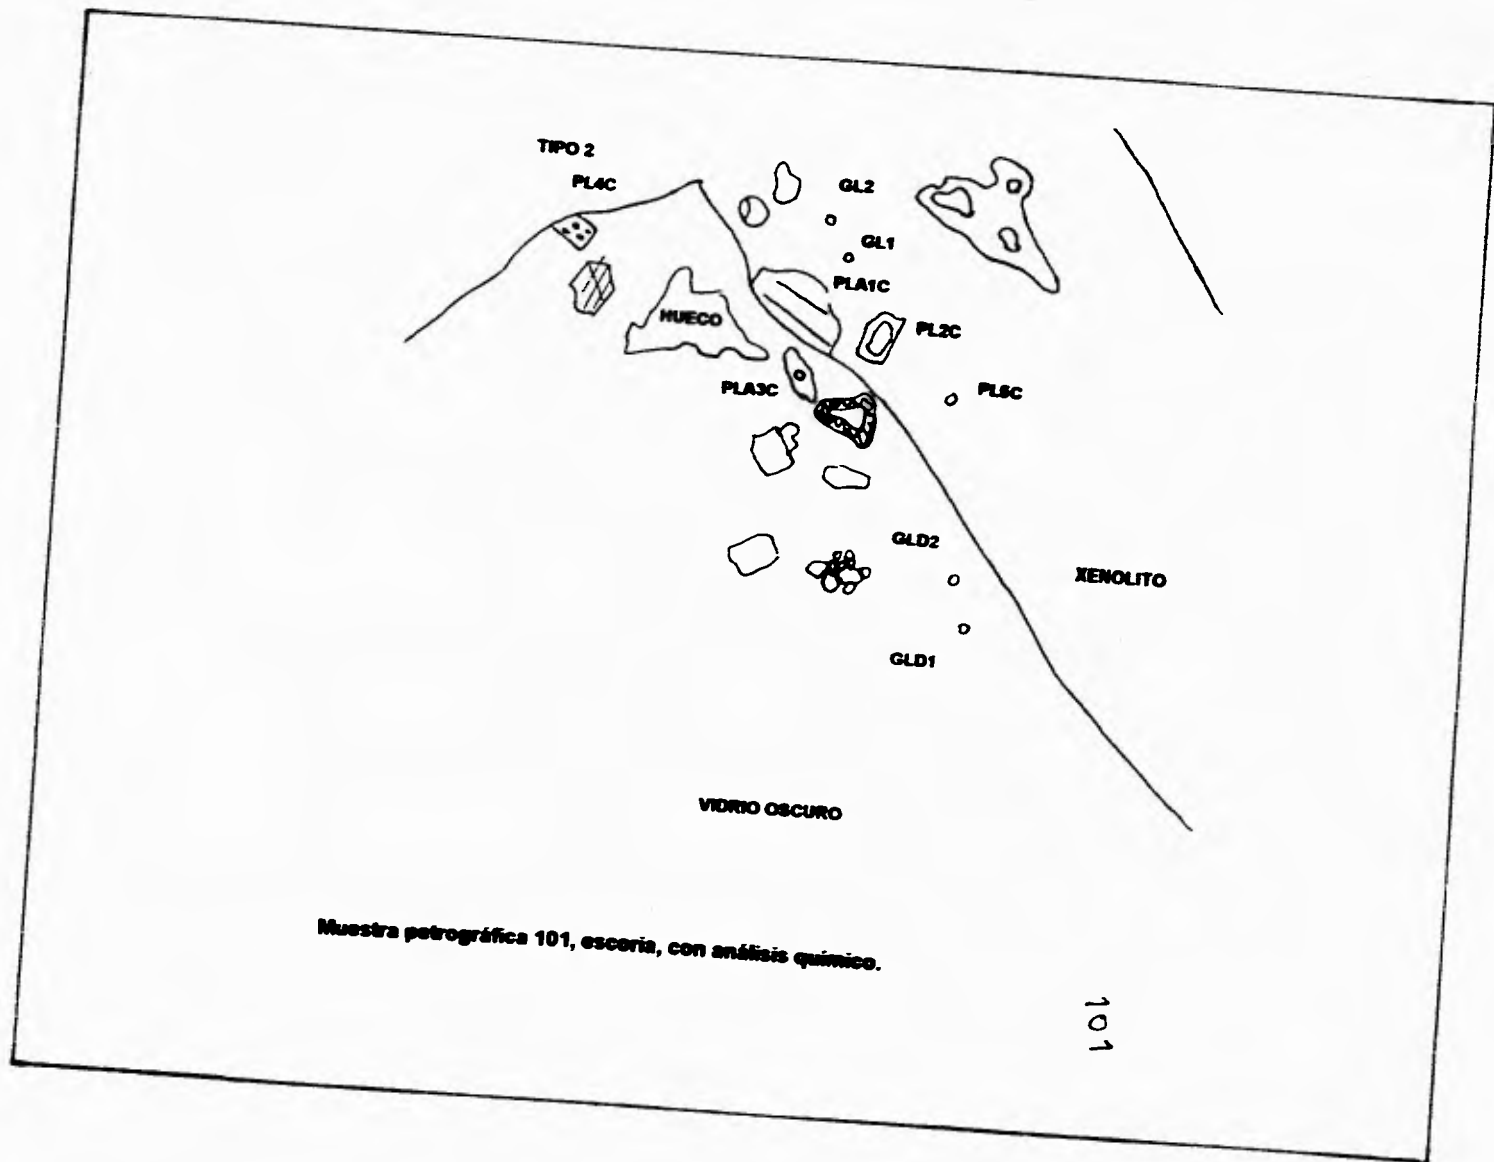 TIPO 2
PL4C
GL2
GL1
PLA1C
HUECO
PL2C
PLA3C
PL5C
GLD2
XENOLITO
GLD1
VIDRIO OSCURO
Muestra petrográfica 101, escoria, con análisis químico.
101